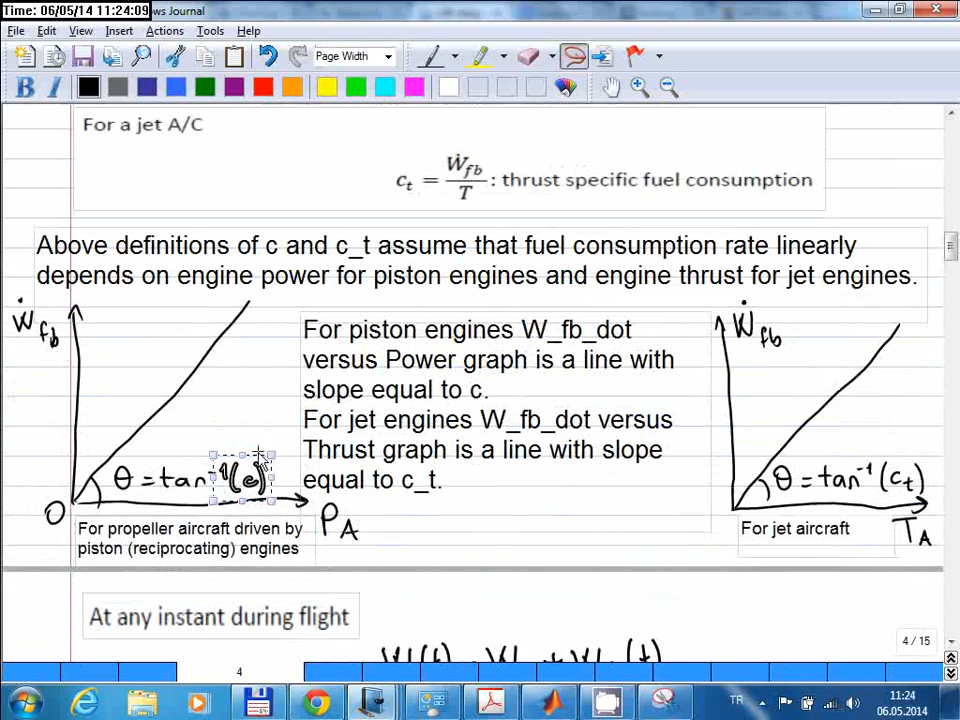 Time: 06/05/14 11:24:09
ws Journal
File Edit View Insert Actions Tools Help
Page Width
B I
For a jet A/C
c_t = Ẇ_fb / T : thrust specific fuel consumption
Above definitions of c and c_t assume that fuel consumption rate linearly
depends on engine power for piston engines and engine thrust for jet engines.
Ẇ_fb
θ = tan⁻¹(c)
O
P_A
For propeller aircraft driven by
piston (reciprocating) engines
For piston engines W_fb_dot
versus Power graph is a line with
slope equal to c.
For jet engines W_fb_dot versus
Thrust graph is a line with slope
equal to c_t.
Ẇ_fb
θ = tan⁻¹(c_t)
T_A
For jet aircraft
At any instant during flight
4 / 15
4
TR
11:24
06.05.2014